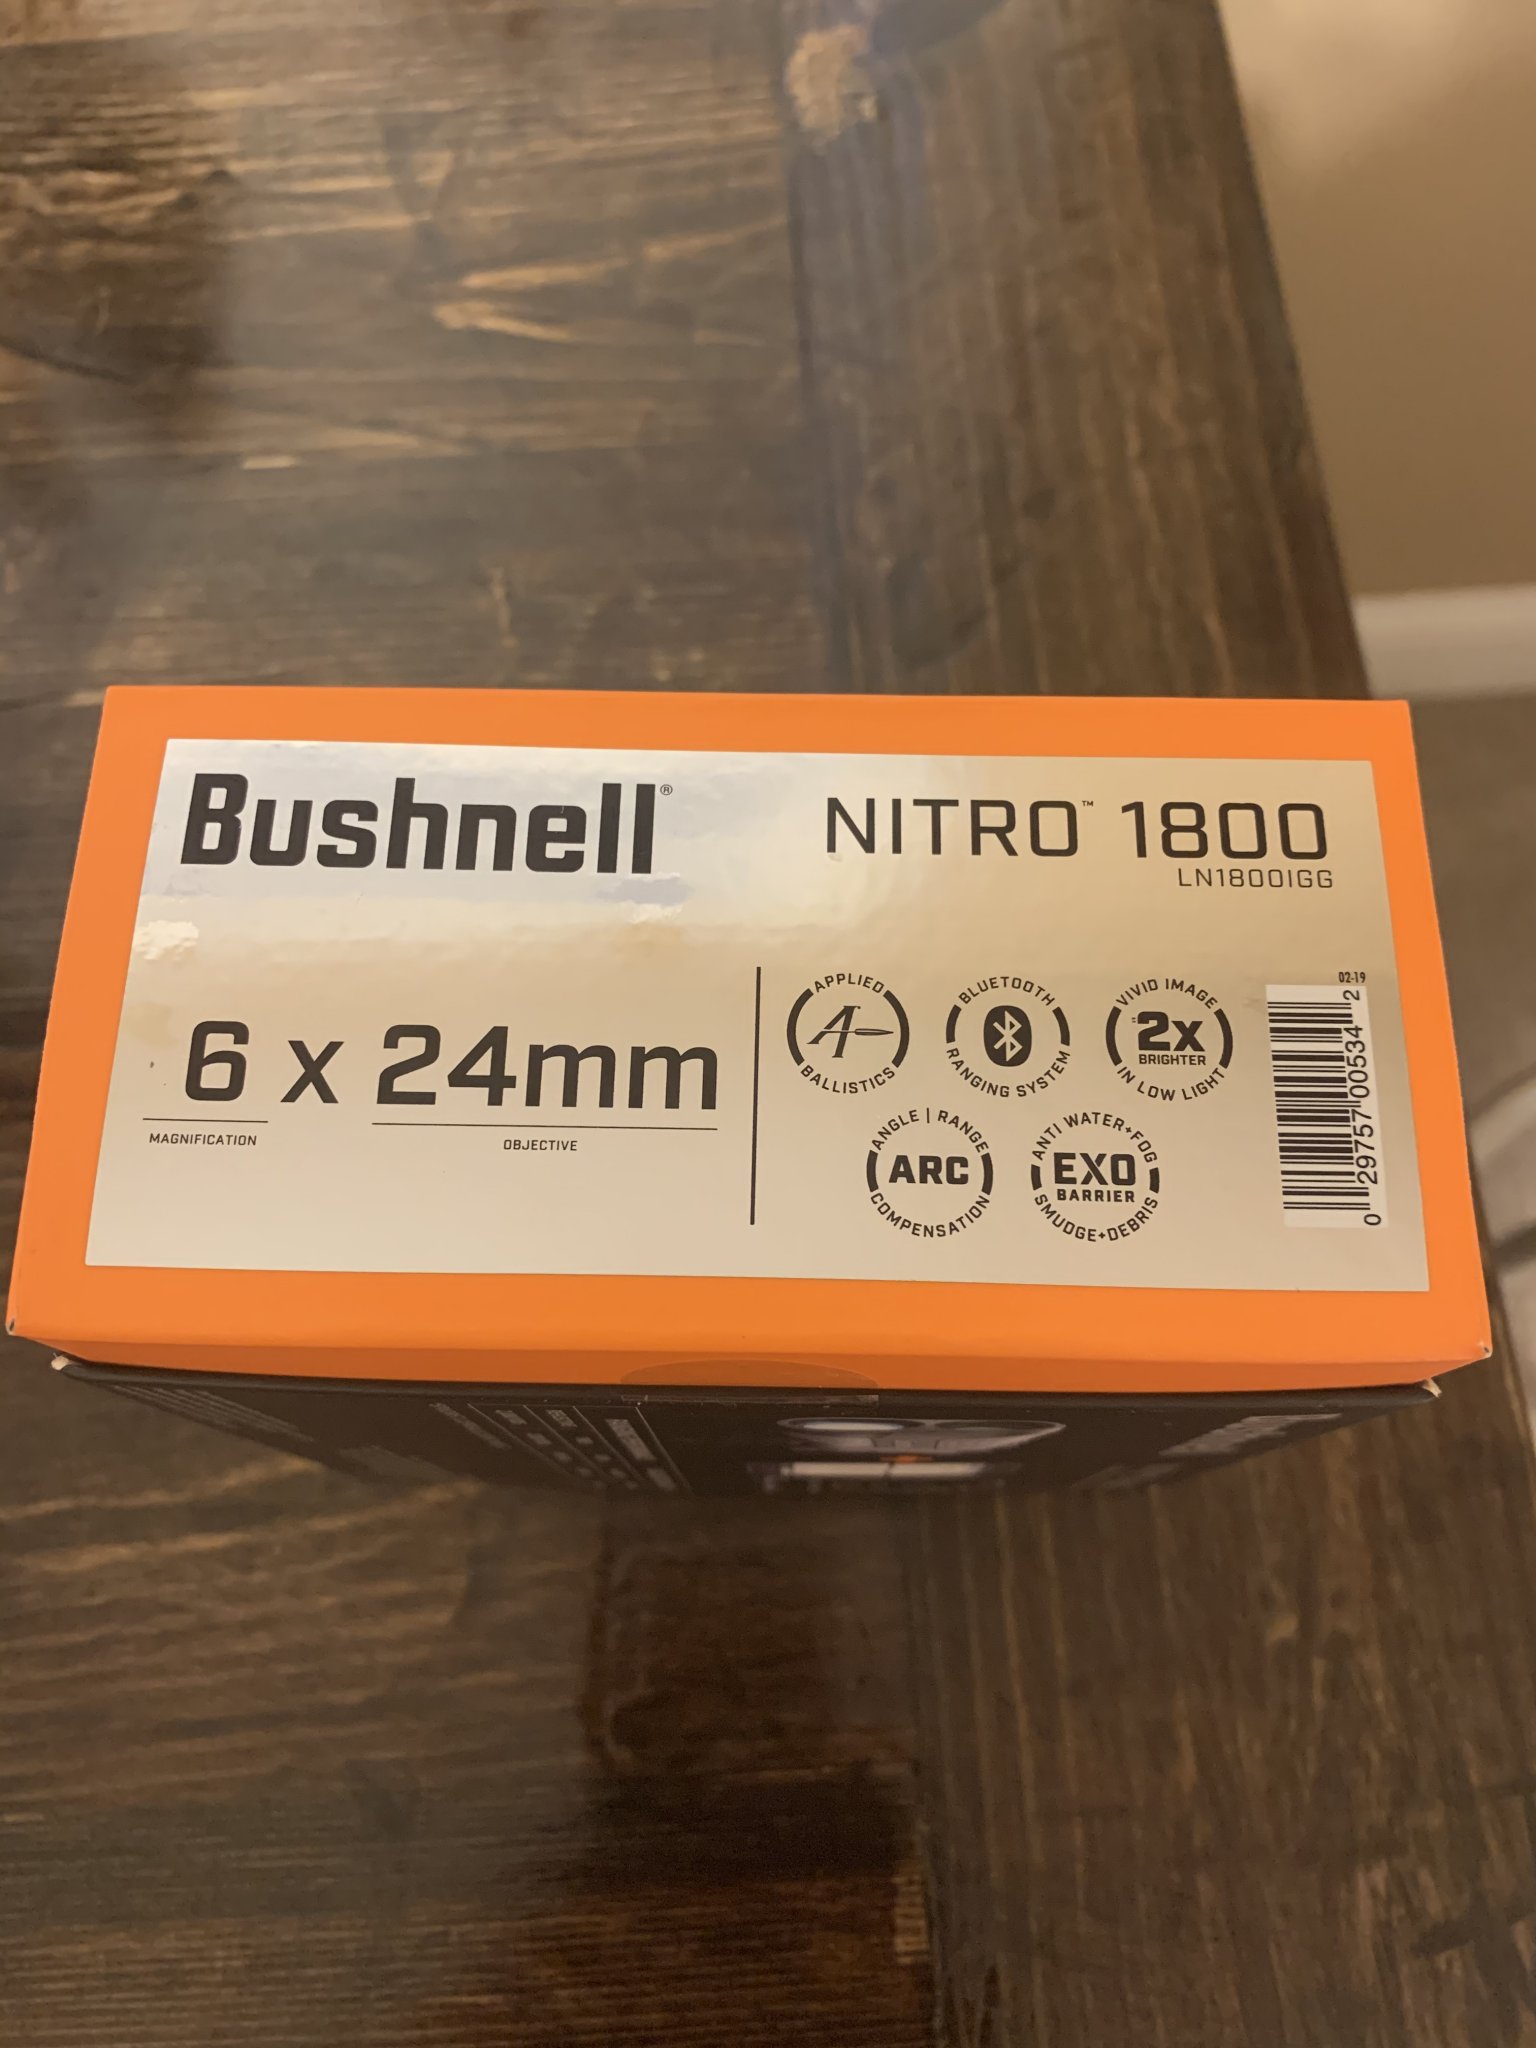 Bushnell®
NITRO™ 1800
LN1800IGG
6 x 24mm
MAGNIFICATION
OBJECTIVE
APPLIED
A
BALLISTICS
BLUETOOTH
RANGING SYSTEM
VIVID IMAGE
2x
BRIGHTER
IN LOW LIGHT
ANGLE | RANGE
ARC
COMPENSATION
ANTI WATER+FOG
EXO
BARRIER
SMUDGE+DEBRIS
02-19
0 29757 00534 2